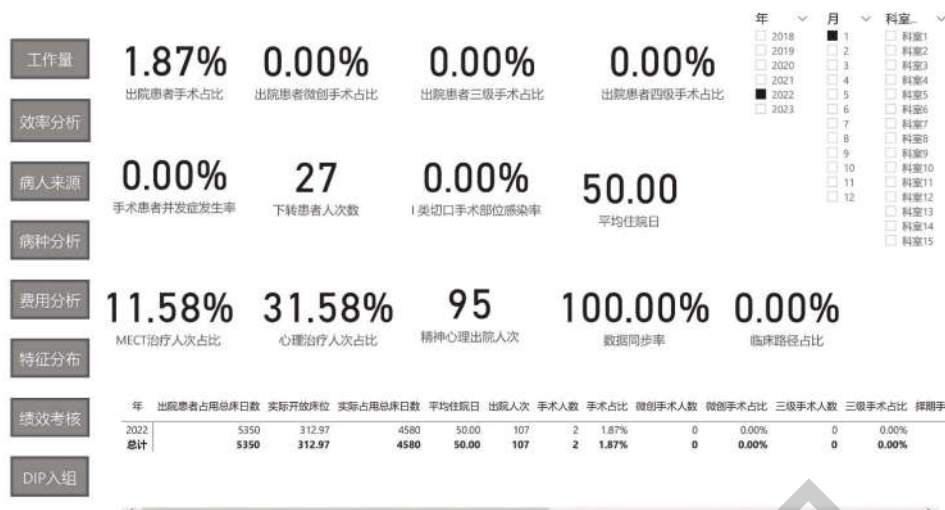 工作量
效率分析
病人来源
病种分析
费用分析
特征分布
绩效考核
DIP入组
1.87%
出院患者手术占比
0.00%
出院患者微创手术占比
0.00%
出院患者三级手术占比
0.00%
出院患者四级手术占比
0.00%
手术患者并发症发生率
27
下转患者人次数
0.00%
I 类切口手术部位感染率
50.00
平均住院日
11.58%
MECT治疗人次占比
31.58%
心理治疗人次占比
95
精神心理出院人次
100.00%
数据同步率
0.00%
临床路径占比
年
2018
2019
2020
2021
2022
2023
月
1
2
3
4
5
6
7
8
9
10
11
12
科室_
科室1
科室2
科室3
科室4
科室5
科室6
科室7
科室8
科室9
科室10
科室11
科室12
科室13
科室14
科室15
年 出院患者占用总床日数 实际开放床位 实际占用总床日数 平均住院日 出院人次 手术人数 手术占比 微创手术人数 微创手术占比 三级手术人数 三级手术占比 择期手
2022 5350 312.97 4580 50.00 107 2 1.87% 0 0.00% 0 0.00%
总计 5350 312.97 4580 50.00 107 2 1.87% 0 0.00% 0 0.00%